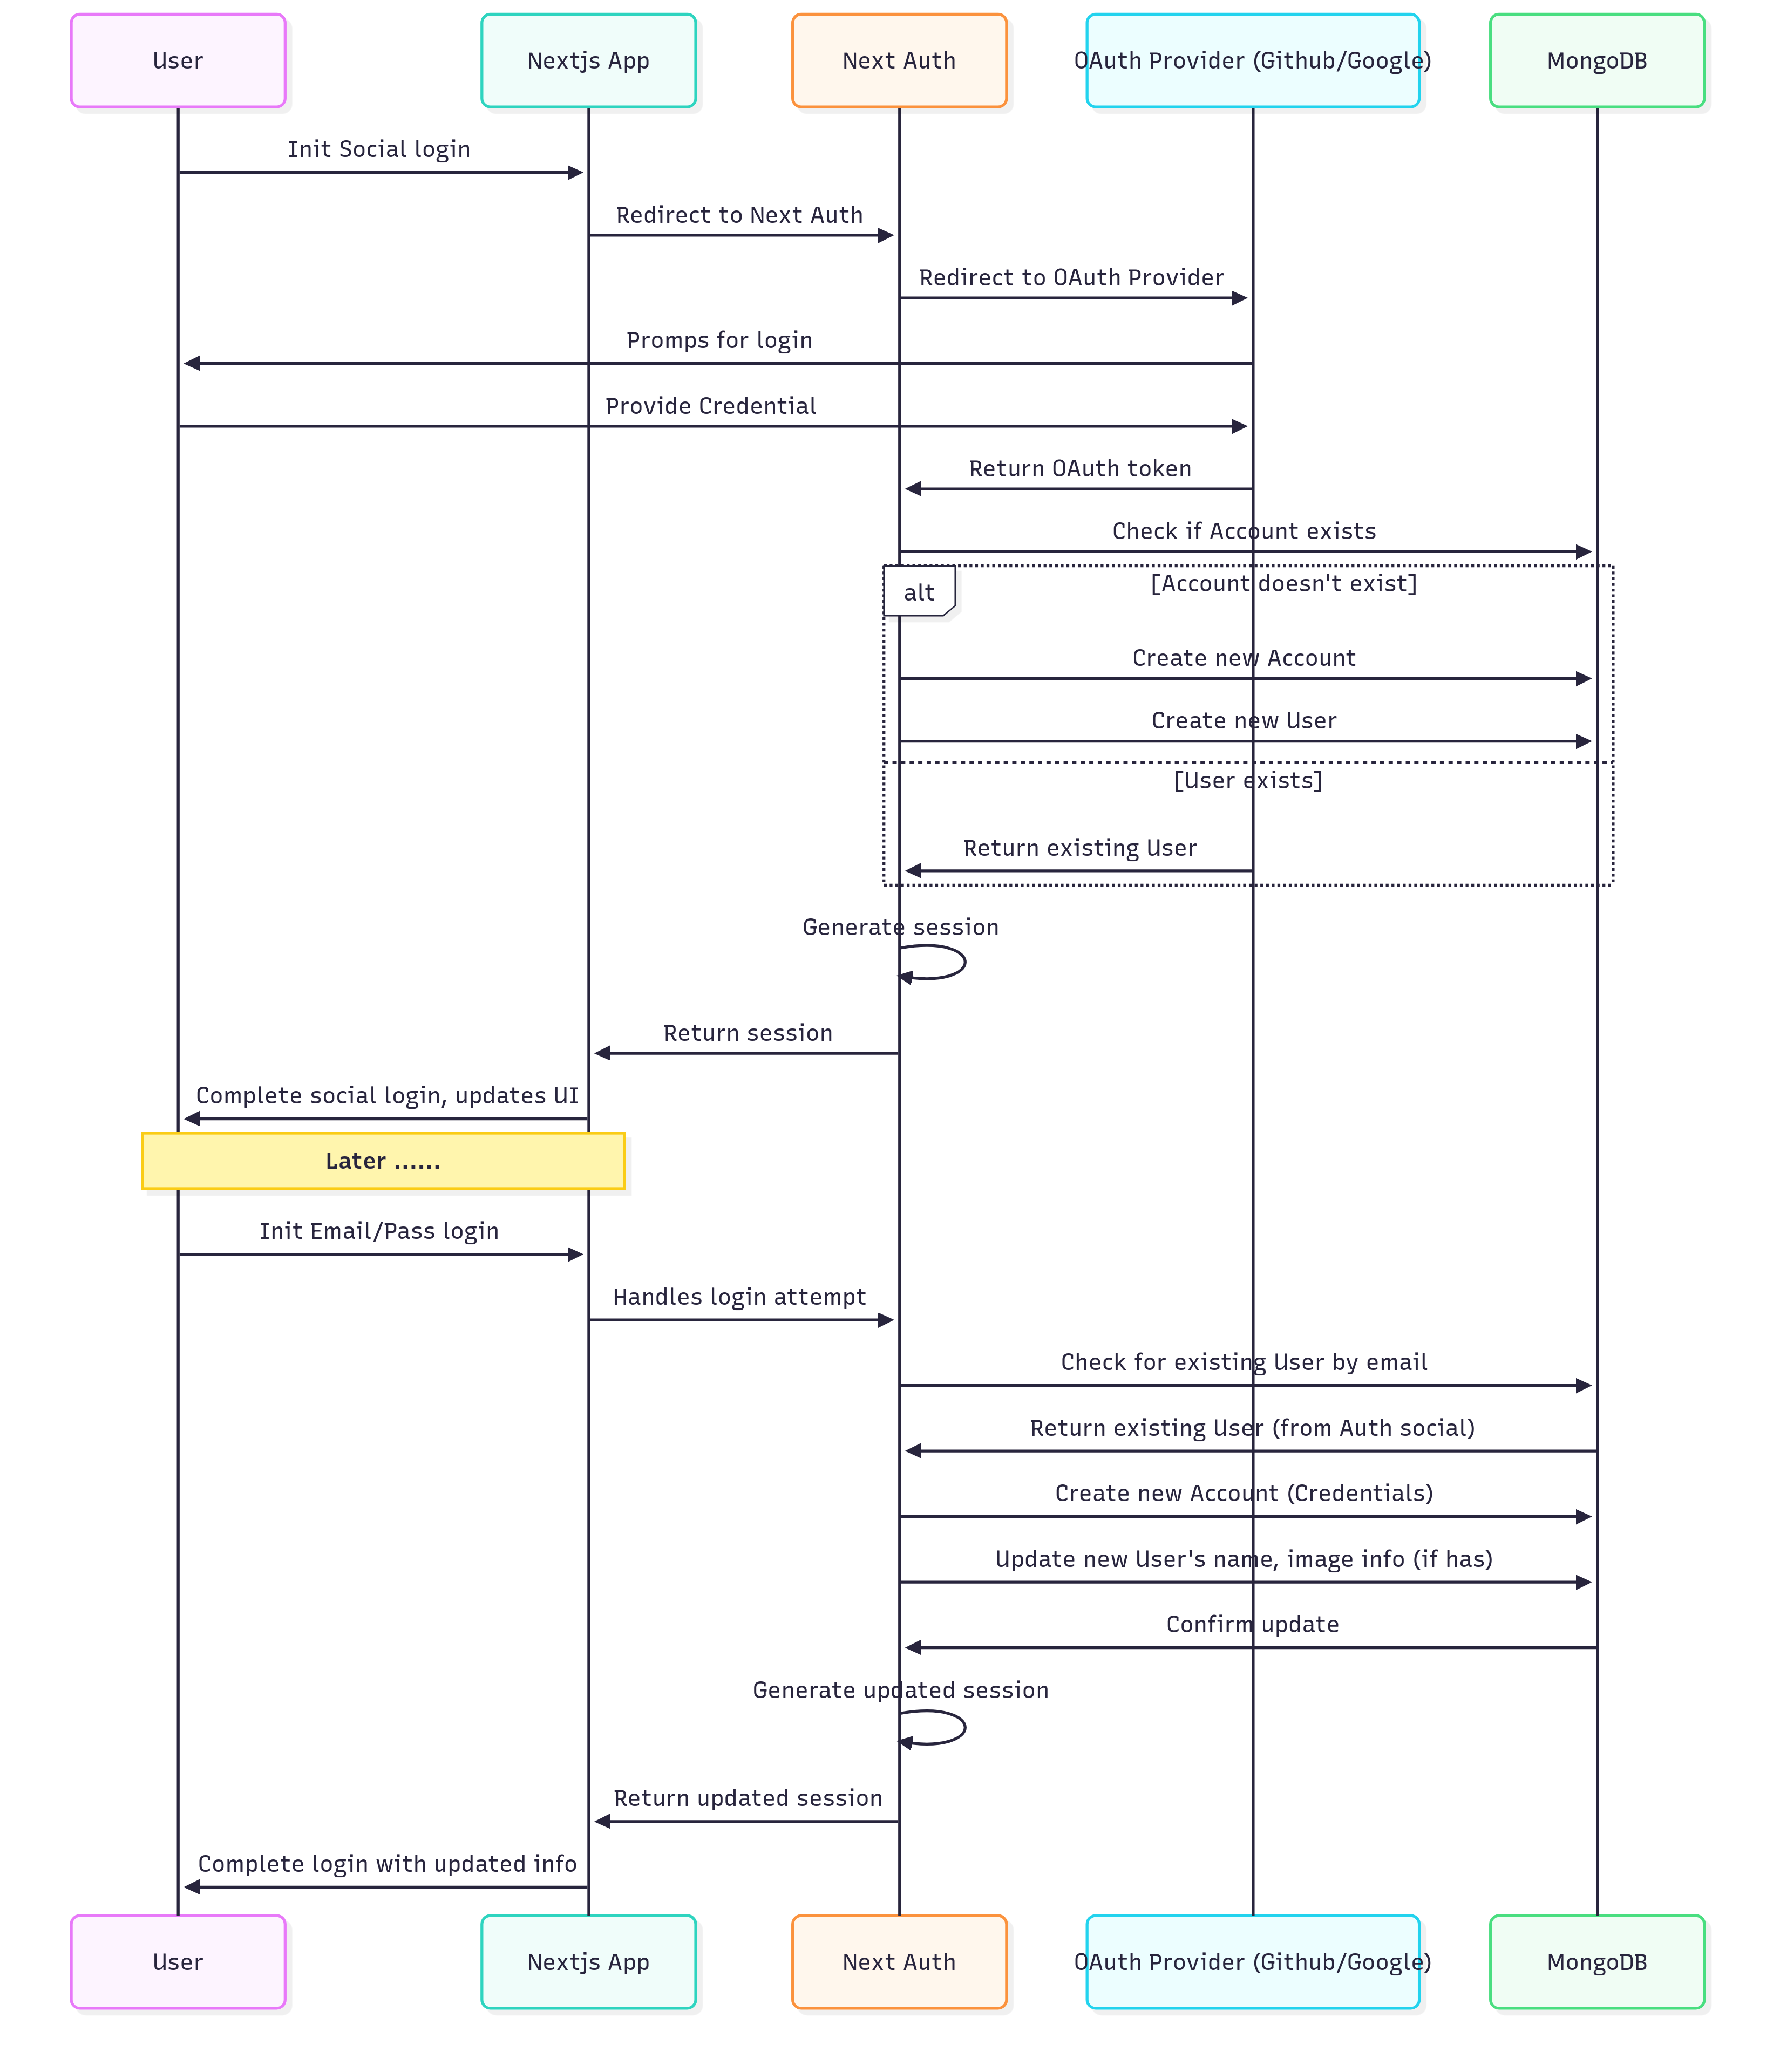 User
Nextjs App
Next Auth
OAuth Provider (Github/Google)
MongoDB
Init Social login
Redirect to Next Auth
Redirect to OAuth Provider
Promps for login
Provide Credential
Return OAuth token
Check if Account exists
alt
[Account doesn't exist]
Create new Account
Create new User
[User exists]
Return existing User
Generate session
Return session
Complete social login, updates UI
Later ......
Init Email/Pass login
Handles login attempt
Check for existing User by email
Return existing User (from Auth social)
Create new Account (Credentials)
Update new User's name, image info (if has)
Confirm update
Generate updated session
Return updated session
Complete login with updated info
User
Nextjs App
Next Auth
OAuth Provider (Github/Google)
MongoDB